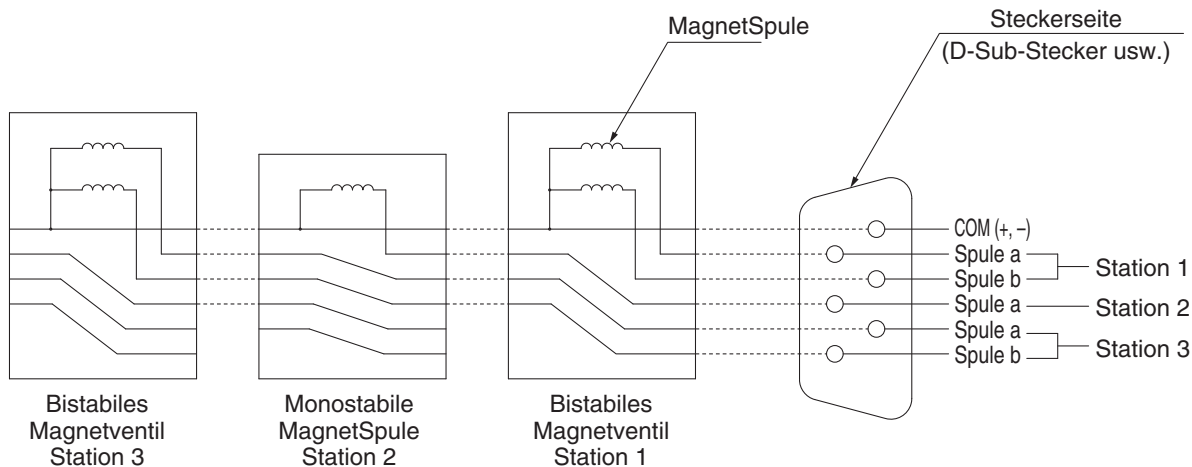 MagnetSpule
Steckerseite
(D-Sub-Stecker usw.)
COM (+, –)
Spule a
Spule b
Station 1
Spule a
Station 2
Spule a
Spule b
Station 3
Bistabiles
Magnetventil
Station 3
Monostabile
MagnetSpule
Station 2
Bistabiles
Magnetventil
Station 1